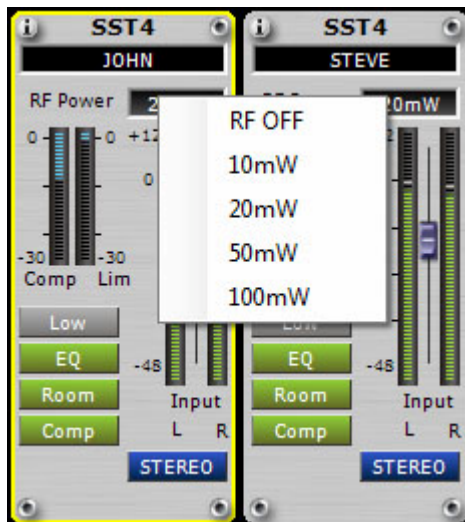 i SST4
JOHN
RF Power
0 0 +12
0
-30 -30
Comp Lim
Low
EQ
-48
Room
Input
Comp
L R
STEREO
RF OFF
10mW
20mW
50mW
100mW
i SST4
STEVE
20mW
EQ
-48
Room
Input
Comp
L R
STEREO